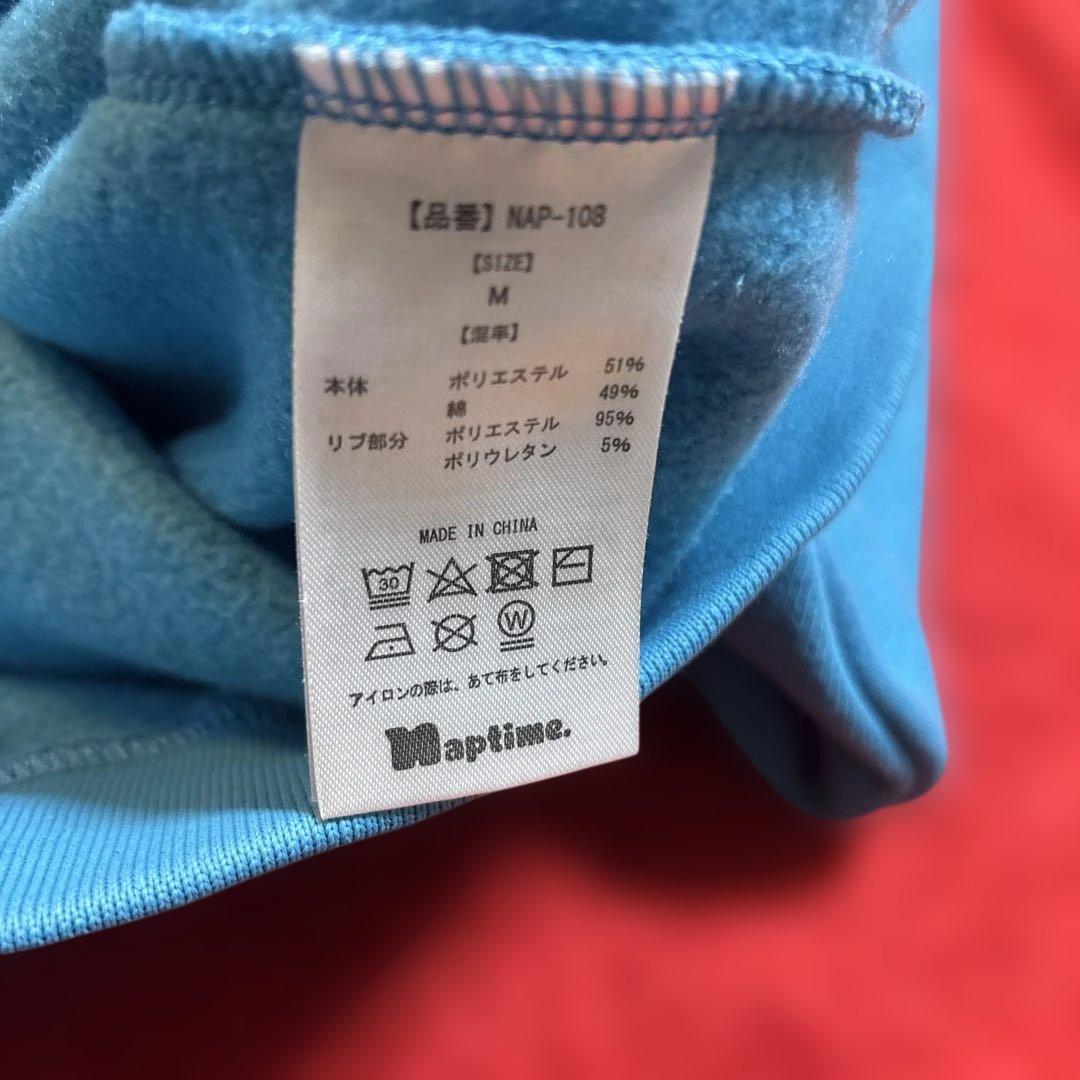 【品番】NAP-108
【SIZE】
M
【混率】
本体 ポリエステル 51%
綿 49%
リブ部分 ポリエステル 95%
ポリウレタン 5%
MADE IN CHINA
30
W
アイロンの際は、あて布をしてください。
Naptime.